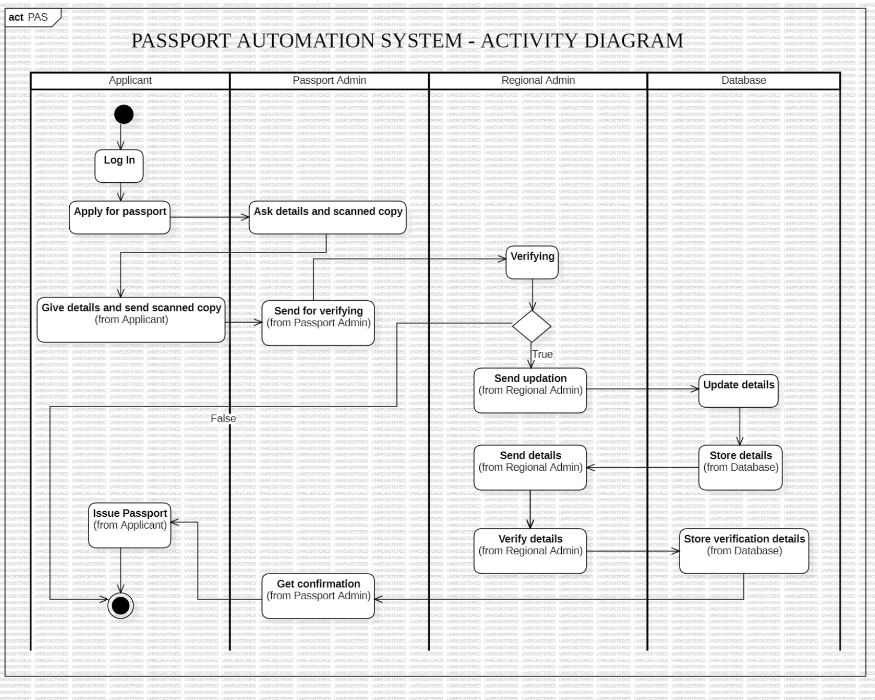 act PAS
PASSPORT AUTOMATION SYSTEM - ACTIVITY DIAGRAM
Applicant
Passport Admin
Regional Admin
Database
Log In
Apply for passport
Ask details and scanned copy
Verifying
Give details and send scanned copy
(from Applicant)
Send for verifying
(from Passport Admin)
True
Send updation
(from Regional Admin)
Update details
False
Send details
(from Regional Admin)
Store details
(from Database)
Issue Passport
(from Applicant)
Verify details
(from Regional Admin)
Store verification details
(from Database)
Get confirmation
(from Passport Admin)